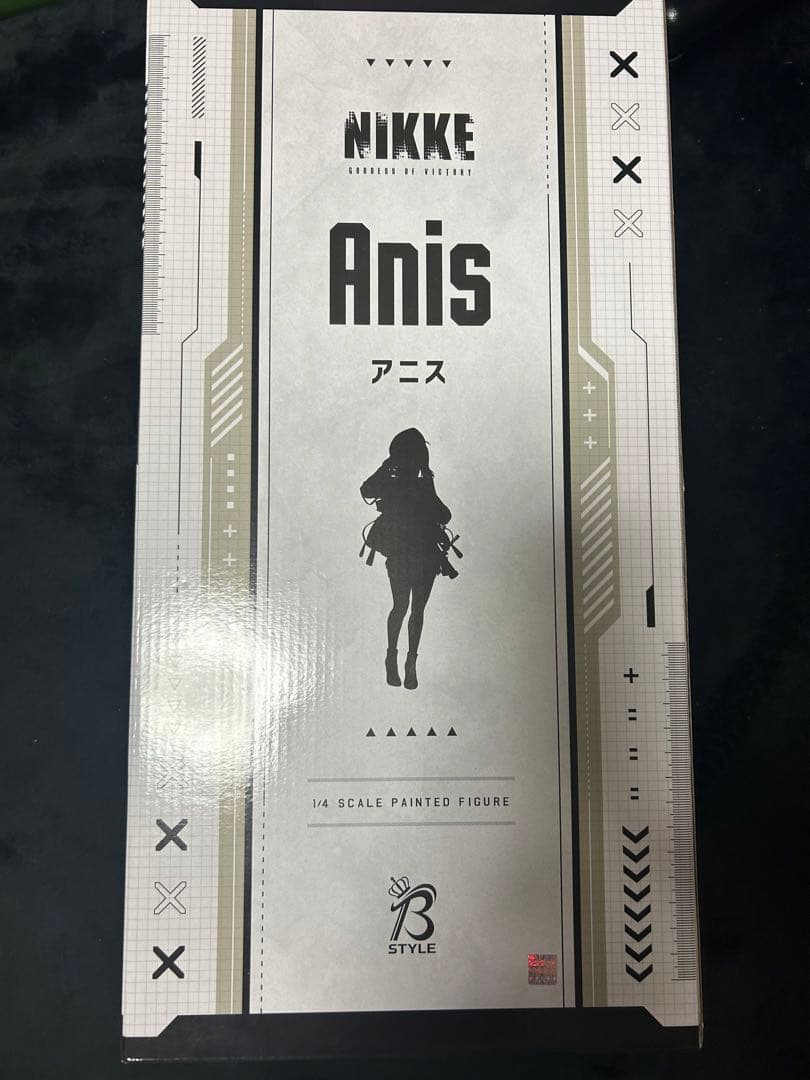 NIKKE
GODDESS OF VICTORY
Anis
アニス
1/4 SCALE PAINTED FIGURE
B
STYLE